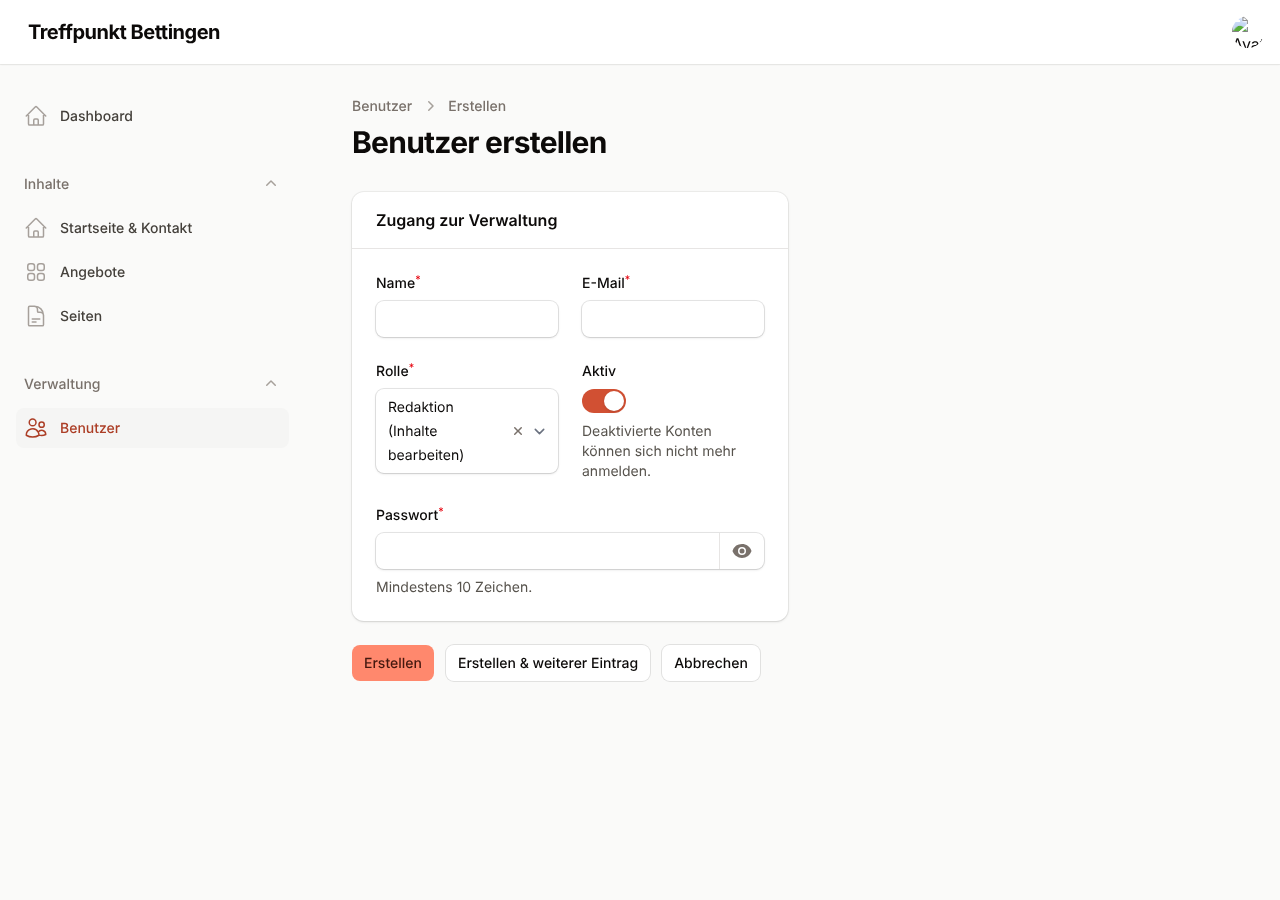 Treffpunkt Bettingen
Dashboard
Inhalte
Startseite & Kontakt
Angebote
Seiten
Verwaltung
Benutzer
Benutzer
Erstellen
Benutzer erstellen
Zugang zur Verwaltung
Name*
E-Mail*
Rolle*
Redaktion
(Inhalte
bearbeiten)
Aktiv
Deaktivierte Konten
können sich nicht mehr
anmelden.
Passwort*
Mindestens 10 Zeichen.
Erstellen
Erstellen & weiterer Eintrag
Abbrechen